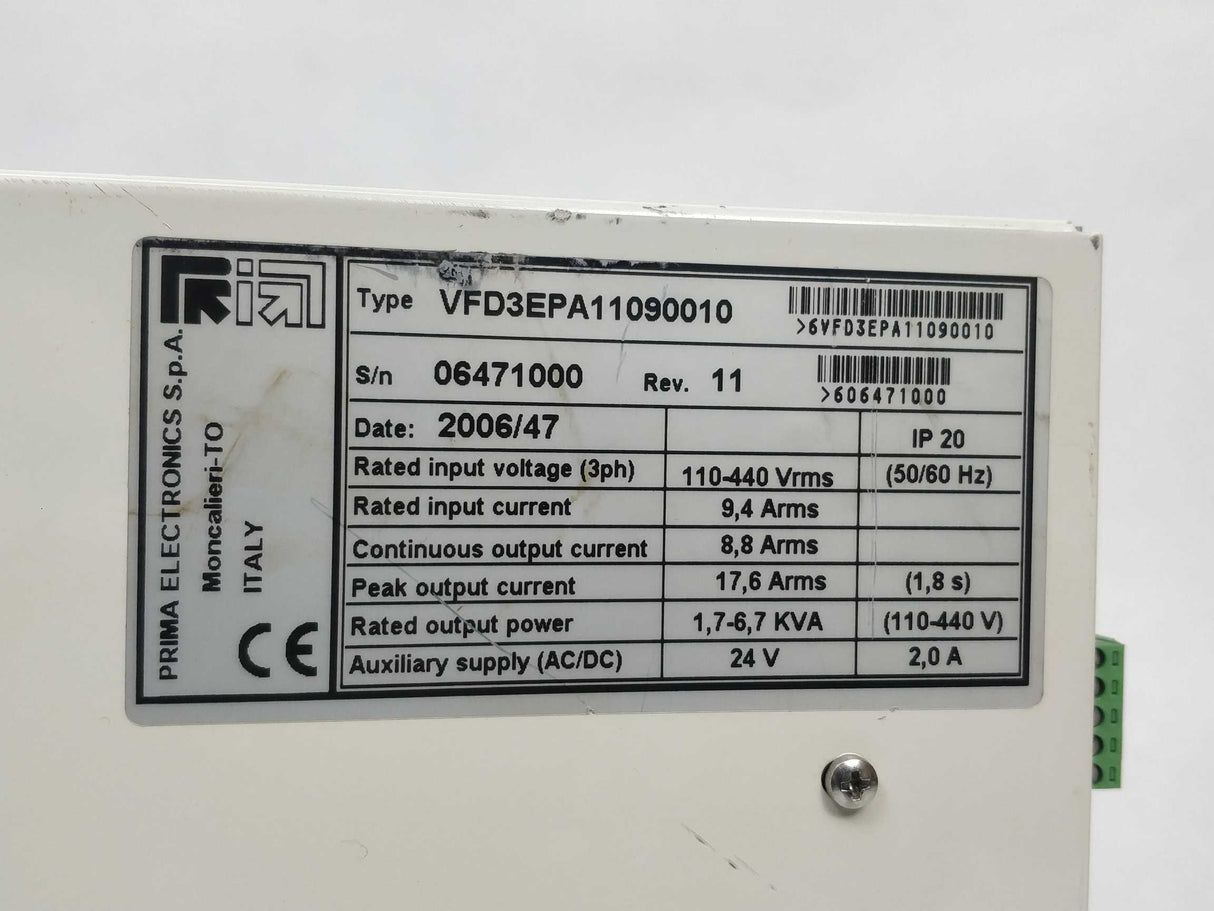 PRIMA ELECTRONICS S.p.A.
Moncalieri-TO
ITALY
CE
Type VFD3EPA11090010
>6VFD3EPA11090010
S/n 06471000 Rev. 11
>606471000
Date: 2006/47 IP 20
Rated input voltage (3ph) 110-440 Vrms (50/60 Hz)
Rated input current 9,4 Arms
Continuous output current 8,8 Arms
Peak output current 17,6 Arms (1,8 s)
Rated output power 1,7-6,7 KVA (110-440 V)
Auxiliary supply (AC/DC) 24 V 2,0 A